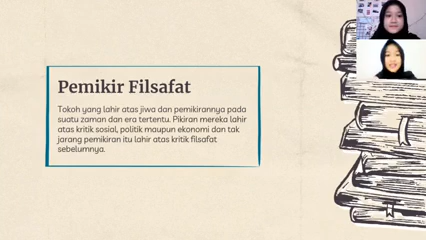 Pemikir Filsafat
Tokoh yang lahir atas jiwa dan pemikirannya pada
suatu zaman dan era tertentu. Pikiran mereka lahir
atas kritik sosial, politik maupun ekonomi dan tak
jarang pemikiran itu lahir atas kritik filsafat
sebelumnya.